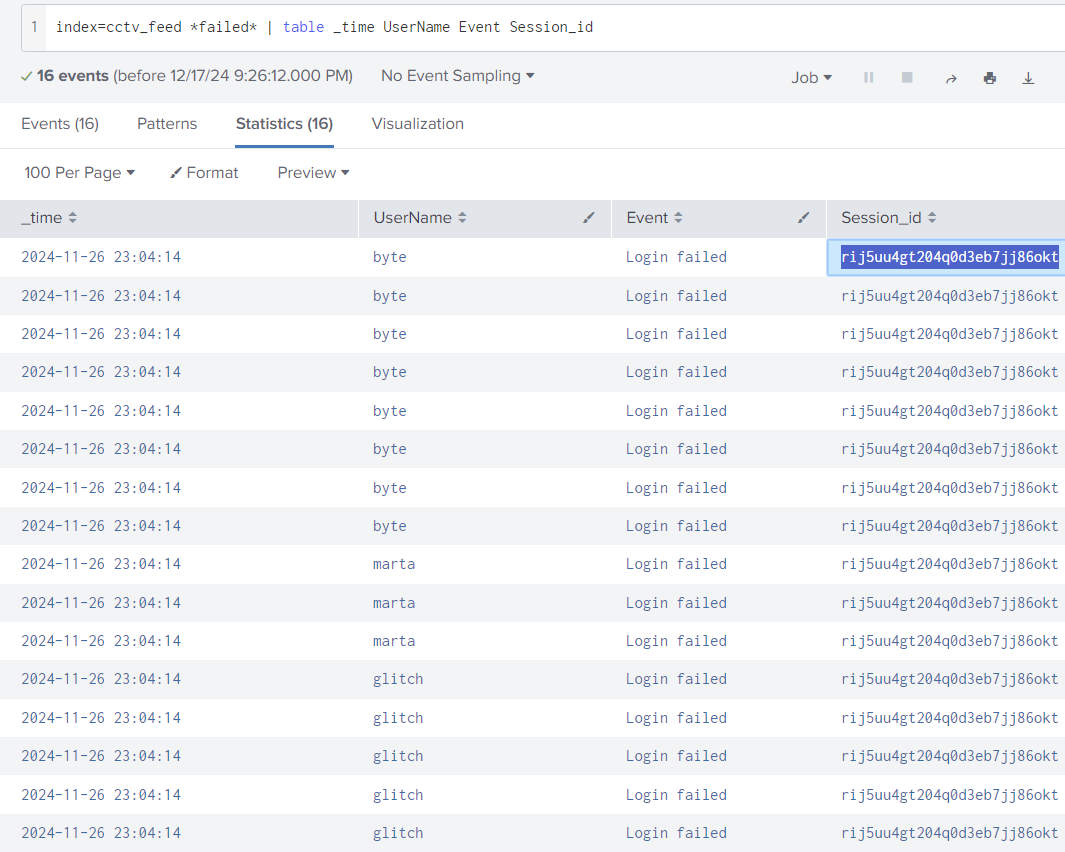 1 index=cctv_feed *failed* | table _time UserName Event Session_id
16 events (before 12/17/24 9:26:12.000 PM) No Event Sampling Job
Events (16) Patterns Statistics (16) Visualization
100 Per Page Format Preview
_time UserName Event Session_id
2024-11-26 23:04:14 byte Login failed rij5uu4gt204q0d3eb7jj86okt
2024-11-26 23:04:14 byte Login failed rij5uu4gt204q0d3eb7jj86okt
2024-11-26 23:04:14 byte Login failed rij5uu4gt204q0d3eb7jj86okt
2024-11-26 23:04:14 byte Login failed rij5uu4gt204q0d3eb7jj86okt
2024-11-26 23:04:14 byte Login failed rij5uu4gt204q0d3eb7jj86okt
2024-11-26 23:04:14 byte Login failed rij5uu4gt204q0d3eb7jj86okt
2024-11-26 23:04:14 byte Login failed rij5uu4gt204q0d3eb7jj86okt
2024-11-26 23:04:14 byte Login failed rij5uu4gt204q0d3eb7jj86okt
2024-11-26 23:04:14 marta Login failed rij5uu4gt204q0d3eb7jj86okt
2024-11-26 23:04:14 marta Login failed rij5uu4gt204q0d3eb7jj86okt
2024-11-26 23:04:14 marta Login failed rij5uu4gt204q0d3eb7jj86okt
2024-11-26 23:04:14 glitch Login failed rij5uu4gt204q0d3eb7jj86okt
2024-11-26 23:04:14 glitch Login failed rij5uu4gt204q0d3eb7jj86okt
2024-11-26 23:04:14 glitch Login failed rij5uu4gt204q0d3eb7jj86okt
2024-11-26 23:04:14 glitch Login failed rij5uu4gt204q0d3eb7jj86okt
2024-11-26 23:04:14 glitch Login failed rij5uu4gt204q0d3eb7jj86okt